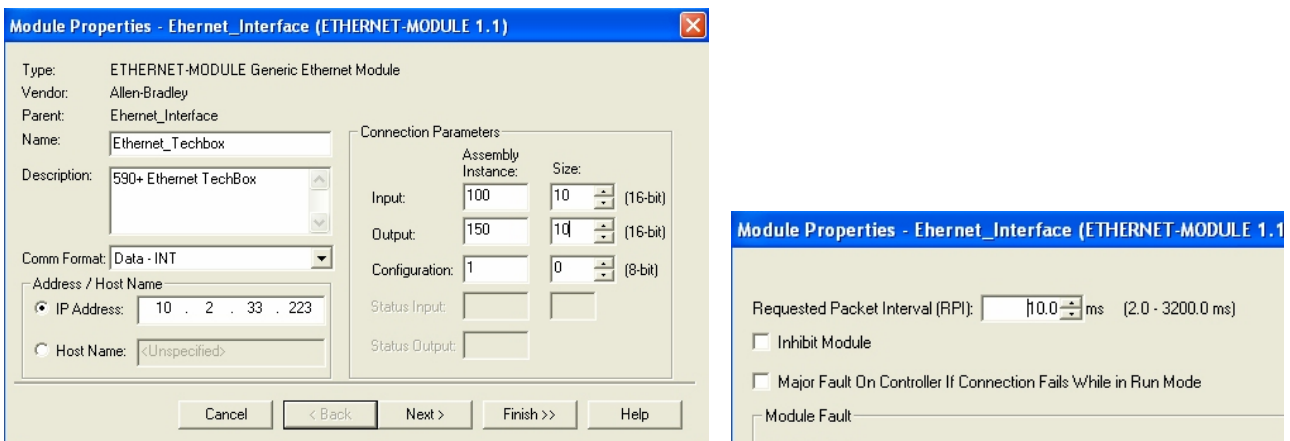 Module Properties - Ehernet_Interface (ETHERNET-MODULE 1.1)
Type: ETHERNET-MODULE Generic Ethernet Module
Vendor: Allen-Bradley
Parent: Ehernet_Interface
Name: Ethernet_Techbox
Description: 590+ Ethernet TechBox
Comm Format: Data - INT
Address / Host Name
IP Address: 10 . 2 . 33 . 223
Host Name: <Unspecified>
Connection Parameters
Assembly Instance: Size:
Input: 100 10 (16-bit)
Output: 150 10 (16-bit)
Configuration: 1 0 (8-bit)
Status Input:
Status Output:
Cancel < Back Next > Finish >> Help
Module Properties - Ehernet_Interface (ETHERNET-MODULE 1.1
Requested Packet Interval (RPI): 10.0 ms (2.0 - 3200.0 ms)
Inhibit Module
Major Fault On Controller If Connection Fails While in Run Mode
Module Fault